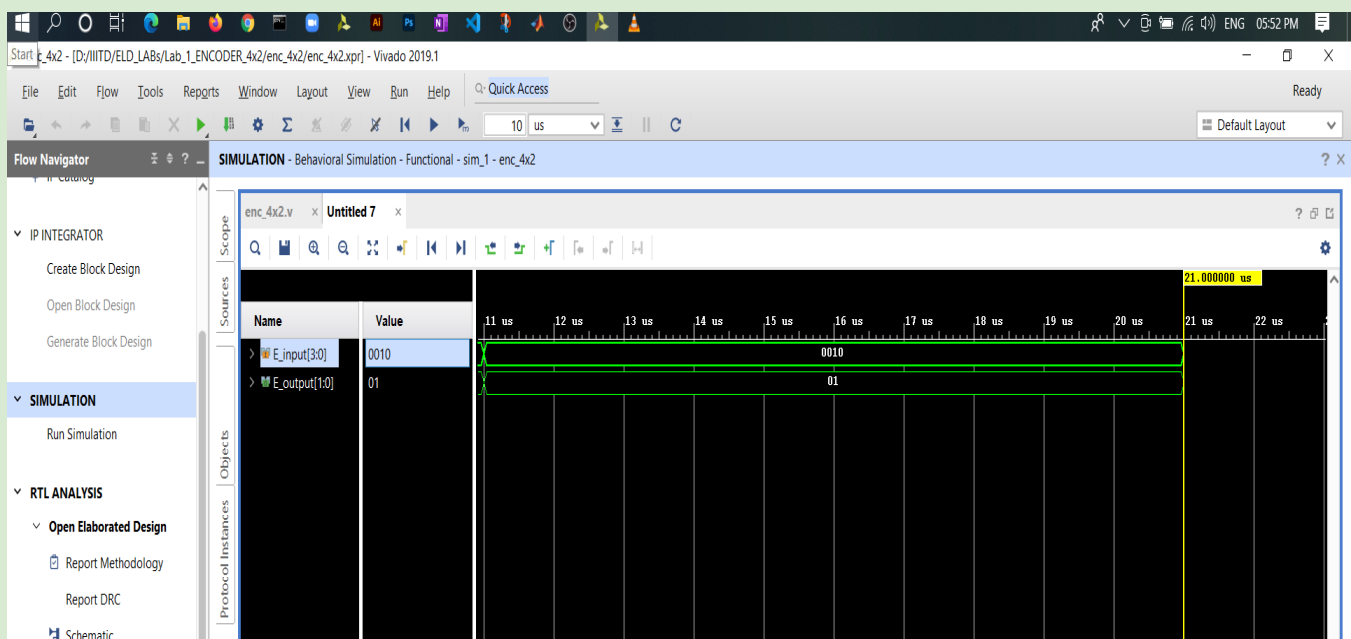 Ai
Ps
N
ENG 05:52 PM
Start
c_4x2 - [D:/IIITD/ELD_LABs/Lab_1_ENCODER_4x2/enc_4x2/enc_4x2.xpr] - Vivado 2019.1
File Edit Flow Tools Reports Window Layout View Run Help Quick Access Ready
10 us Default Layout
Flow Navigator ? SIMULATION - Behavioral Simulation - Functional - sim_1 - enc_4x2 ? X
IP Catalog
IP INTEGRATOR
Create Block Design
Open Block Design
Generate Block Design
SIMULATION
Run Simulation
RTL ANALYSIS
Open Elaborated Design
Report Methodology
Report DRC
Schematic
Scope
Sources
Objects
Protocol Instances
enc_4x2.v × Untitled 7 × ?
21.000000 us
Name Value 11 us 12 us 13 us 14 us 15 us 16 us 17 us 18 us 19 us 20 us 21 us 22 us
E_input[3:0] 0010 0010
E_output[1:0] 01 01